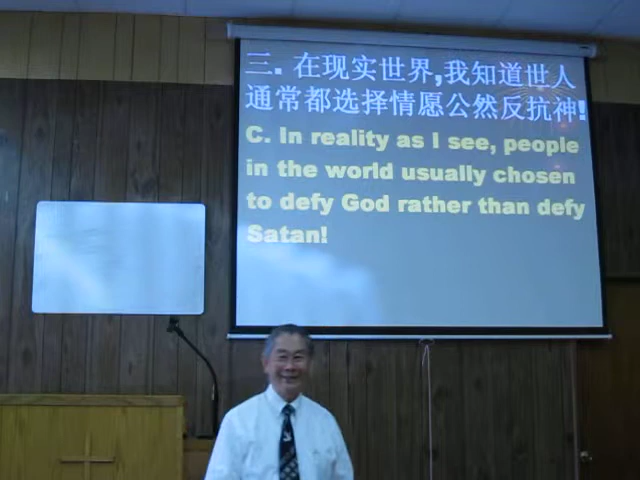 三. 在现实世界,我知道世人
通常都选择情愿公然反抗神!
C. In reality as I see, people
in the world usually chosen
to defy God rather than defy
Satan!